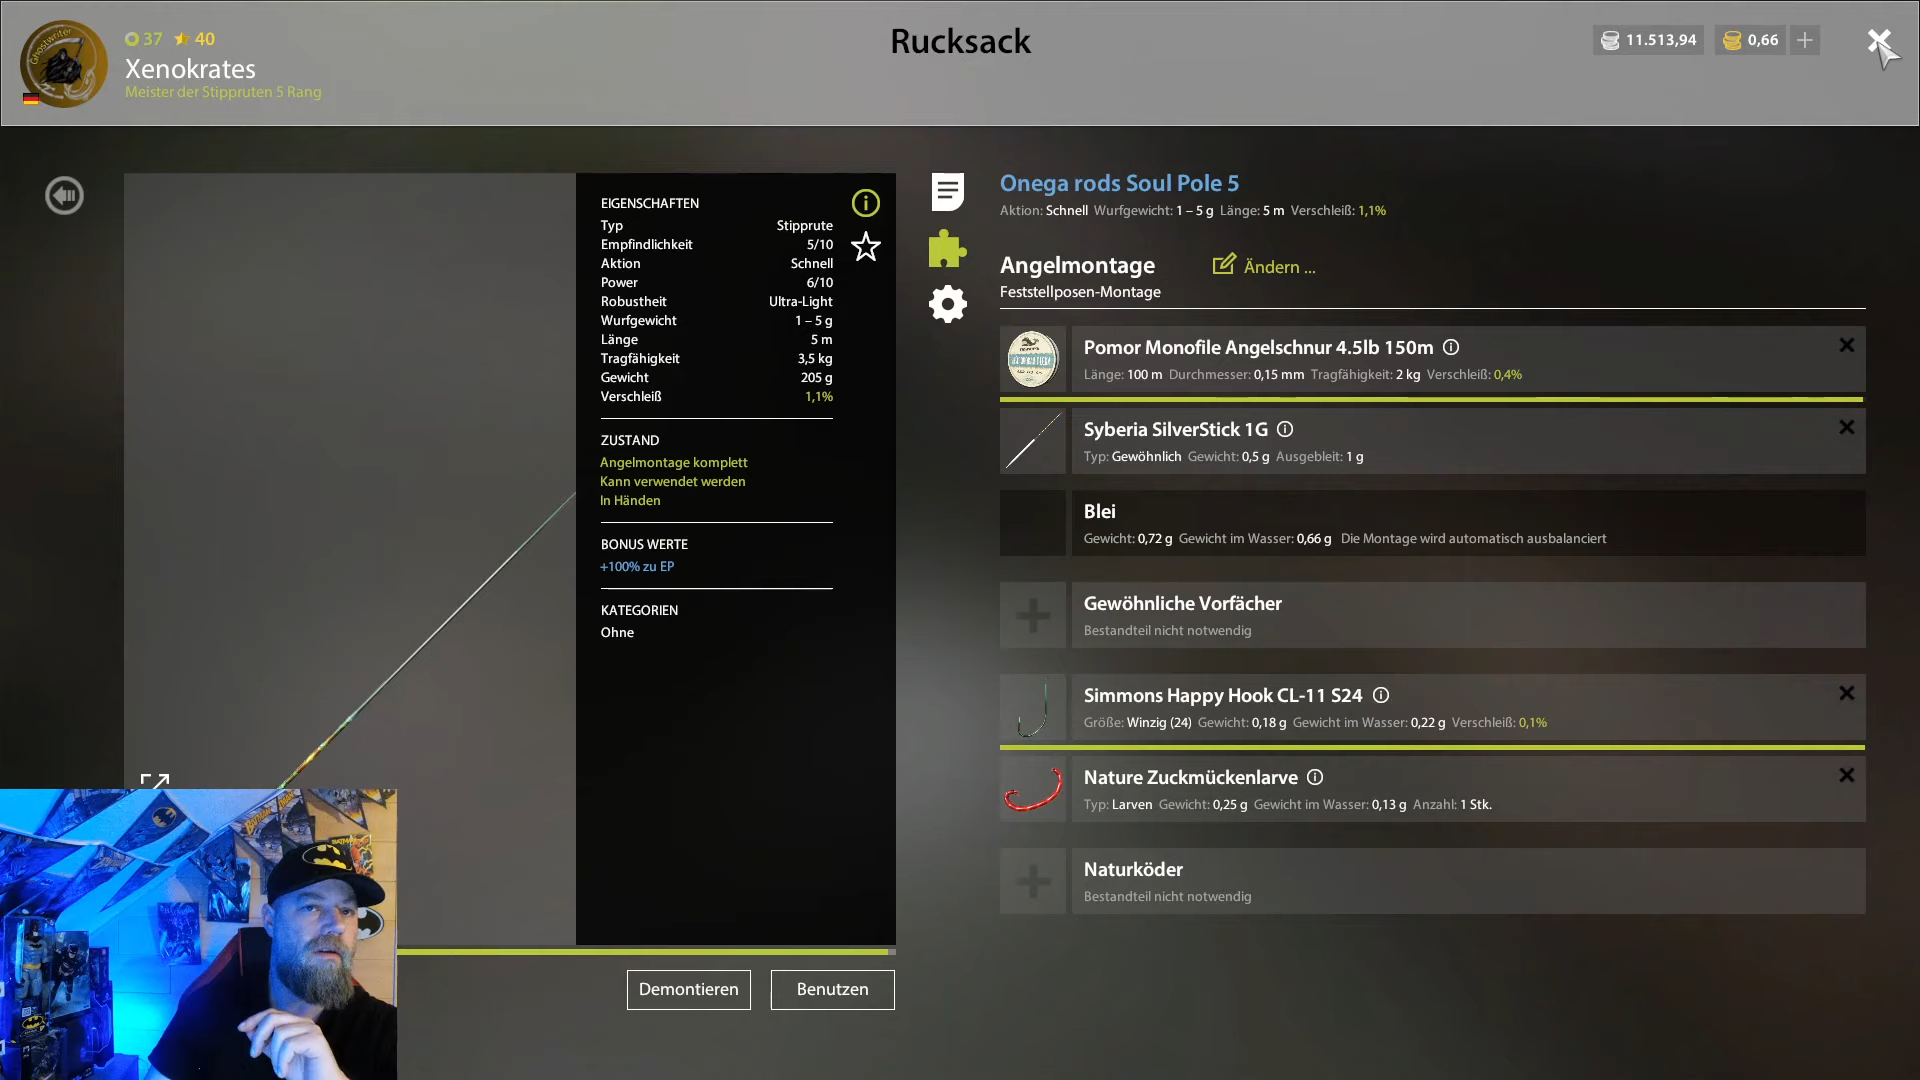 37 40
Xenokrates
Meister der Stippruten 5 Rang
Rucksack
11.513,94 0,66
EIGENSCHAFTEN
Typ Stipprute
Empfindlichkeit 5/10
Aktion Schnell
Power 6/10
Robustheit Ultra-Light
Wurfgewicht 1 – 5 g
Länge 5 m
Tragfähigkeit 3,5 kg
Gewicht 205 g
Verschleiß 1,1%
ZUSTAND
Angelmontage komplett
Kann verwendet werden
In Händen
BONUS WERTE
+100% zu EP
KATEGORIEN
Ohne
Demontieren Benutzen
Onega rods Soul Pole 5
Aktion: Schnell Wurfgewicht: 1 – 5 g Länge: 5 m Verschleiß: 1,1%
Angelmontage Ändern ...
Feststellposen-Montage
Pomor Monofile Angelschnur 4.5lb 150m
Länge: 100 m Durchmesser: 0,15 mm Tragfähigkeit: 2 kg Verschleiß: 0,4%
Syberia SilverStick 1G
Typ: Gewöhnlich Gewicht: 0,5 g Ausgebleit: 1 g
Blei
Gewicht: 0,72 g Gewicht im Wasser: 0,66 g Die Montage wird automatisch ausbalanciert
Gewöhnliche Vorfächer
Bestandteil nicht notwendig
Simmons Happy Hook CL-11 S24
Größe: Winzig (24) Gewicht: 0,18 g Gewicht im Wasser: 0,22 g Verschleiß: 0,1%
Nature Zuckmückenlarve
Typ: Larven Gewicht: 0,25 g Gewicht im Wasser: 0,13 g Anzahl: 1 Stk.
Naturköder
Bestandteil nicht notwendig